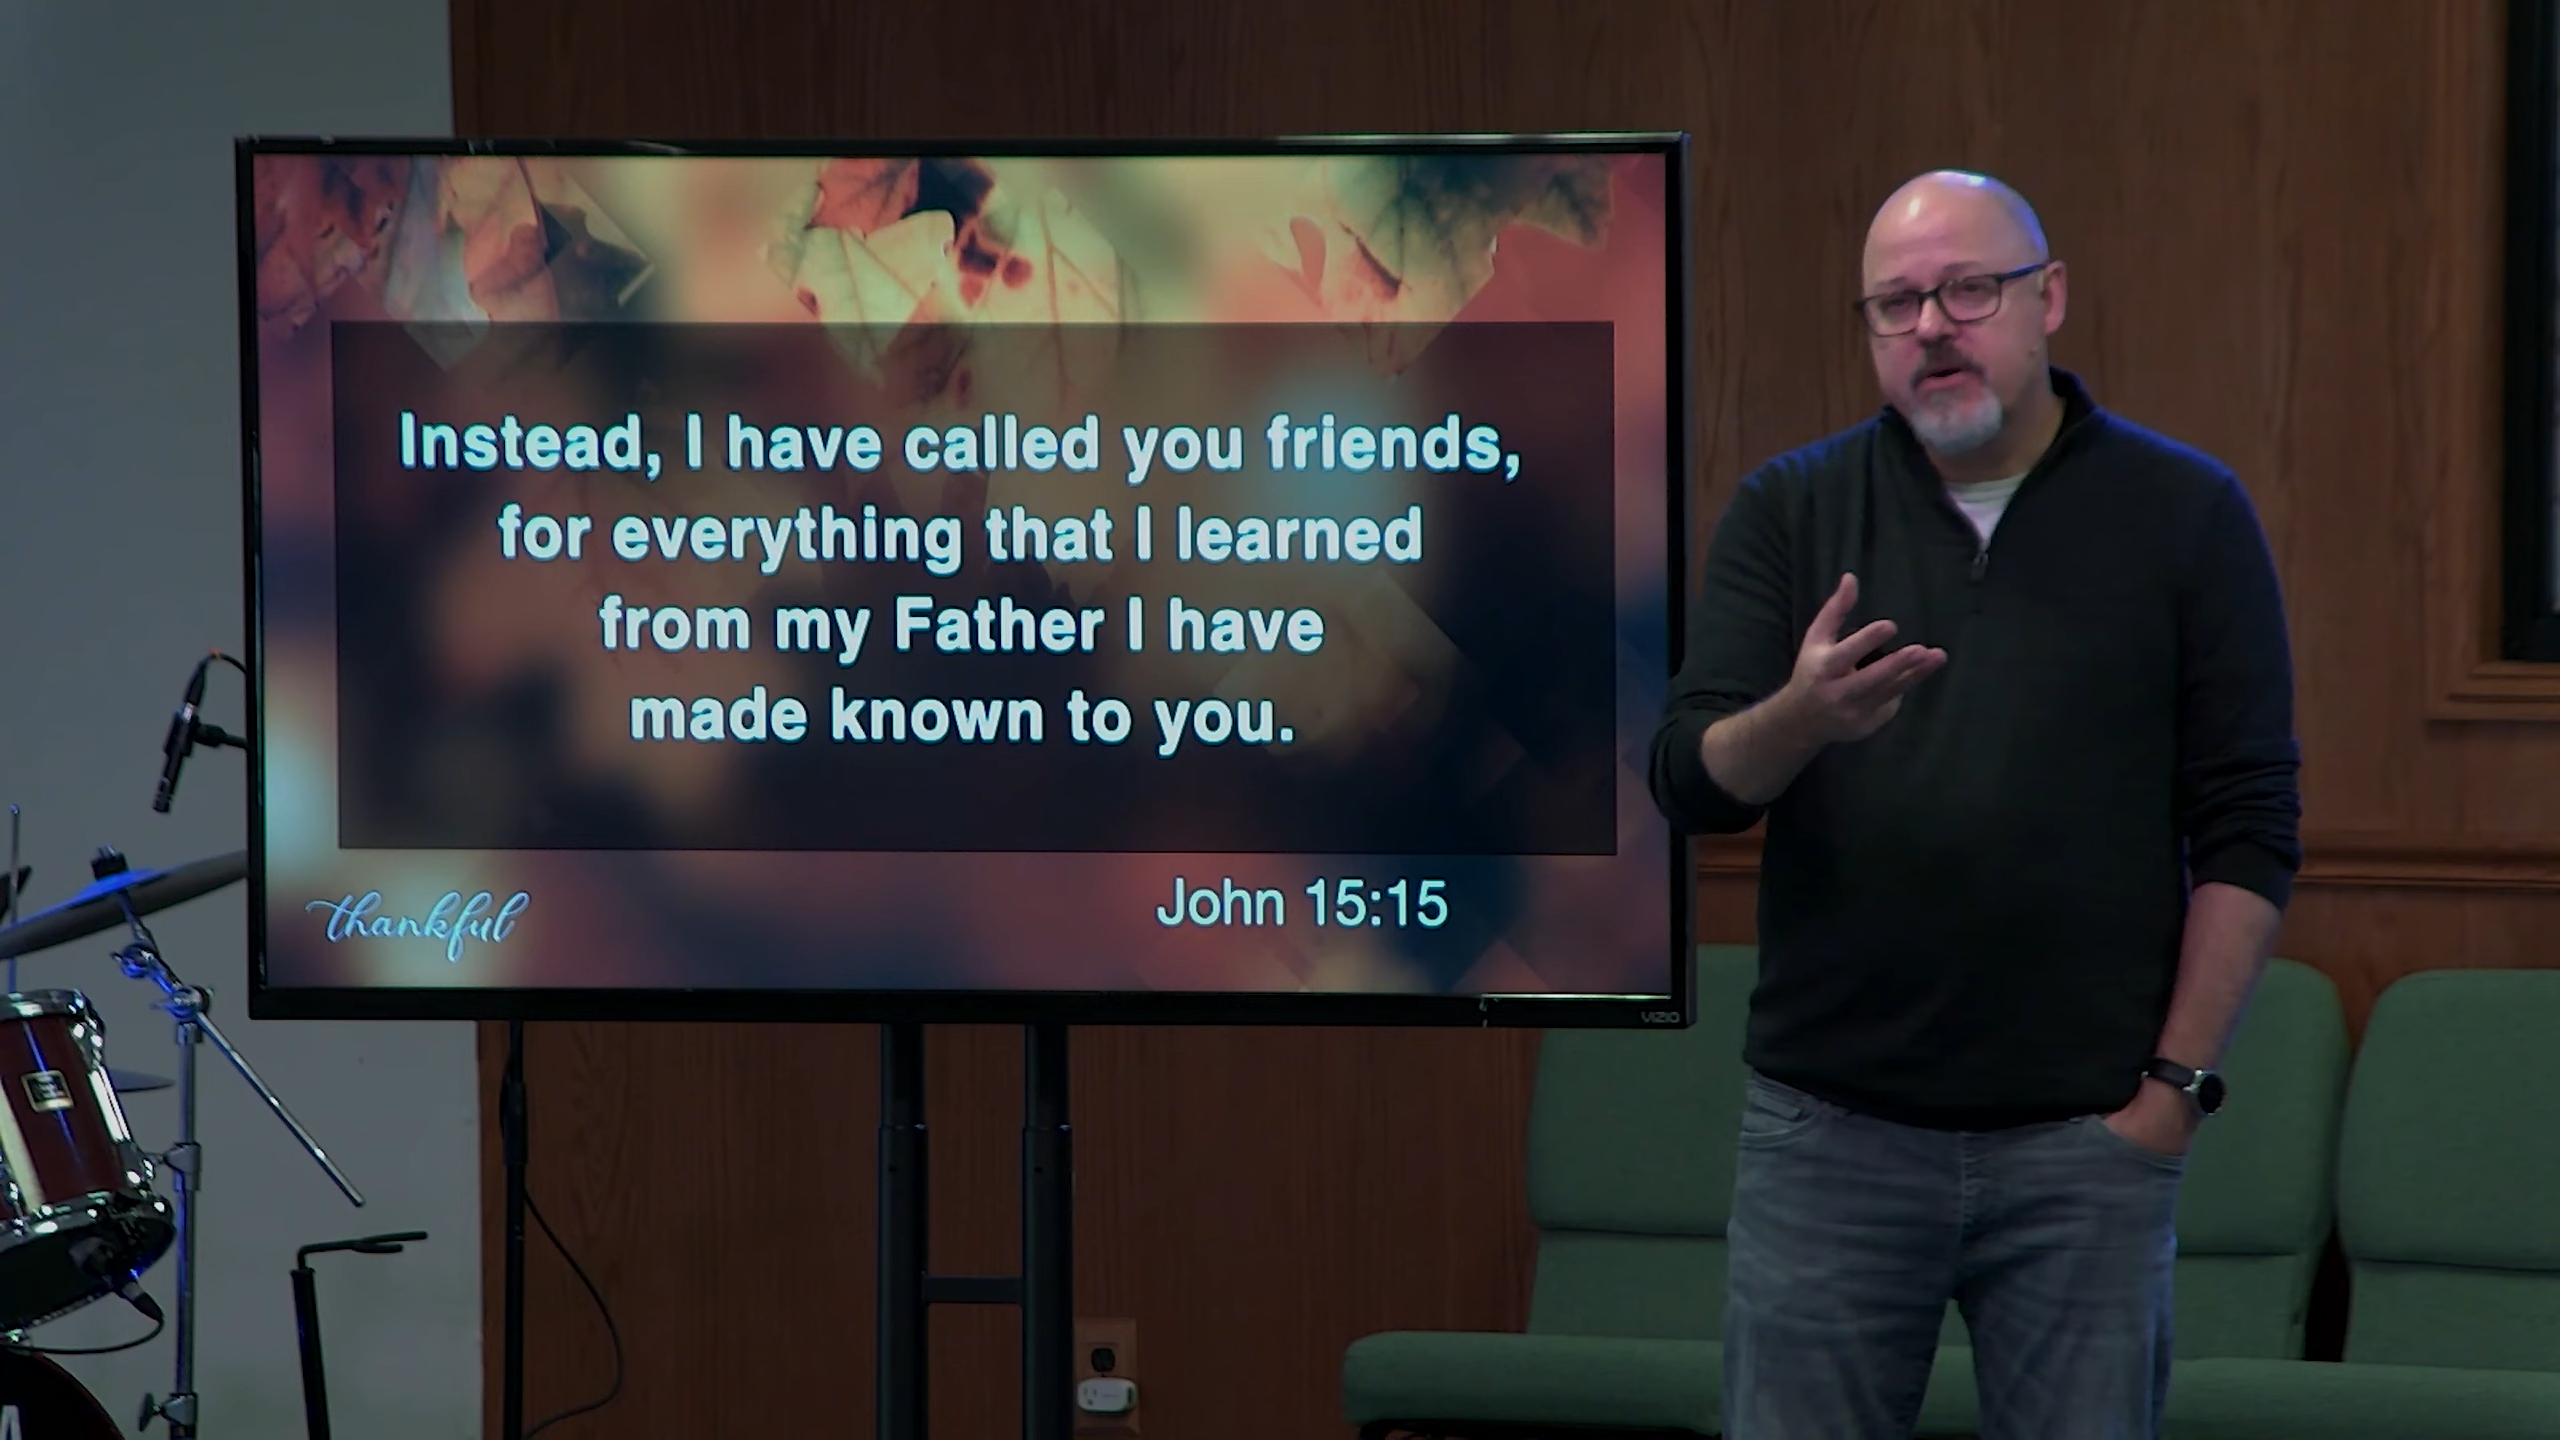 Instead, I have called you friends,
for everything that I learned
from my Father I have
made known to you.
thankful
John 15:15
VIZIO